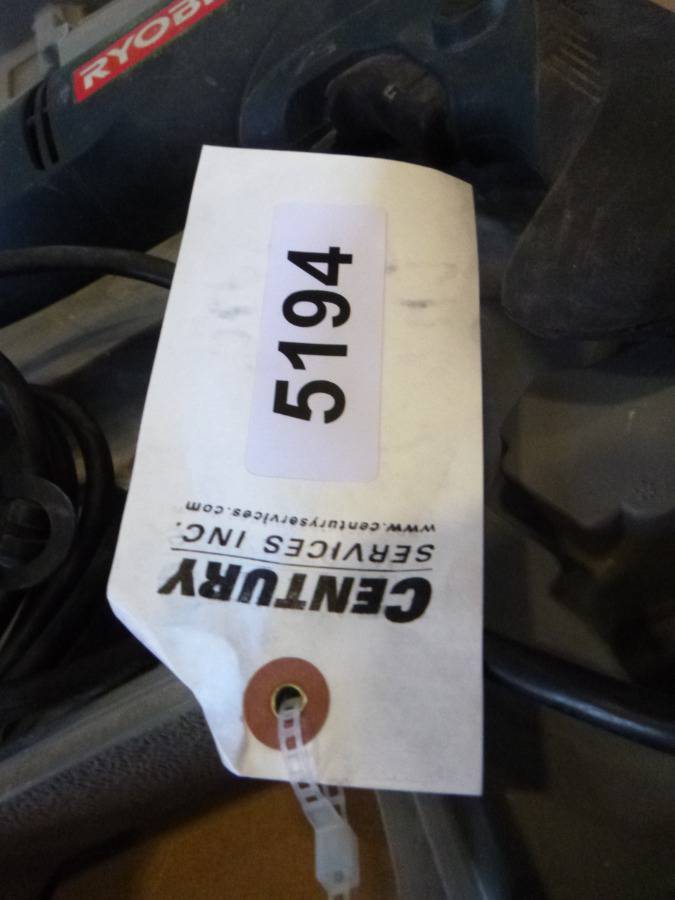 RYOBI
CENTURY
SERVICES INC.
www.centuryservices.com
5194